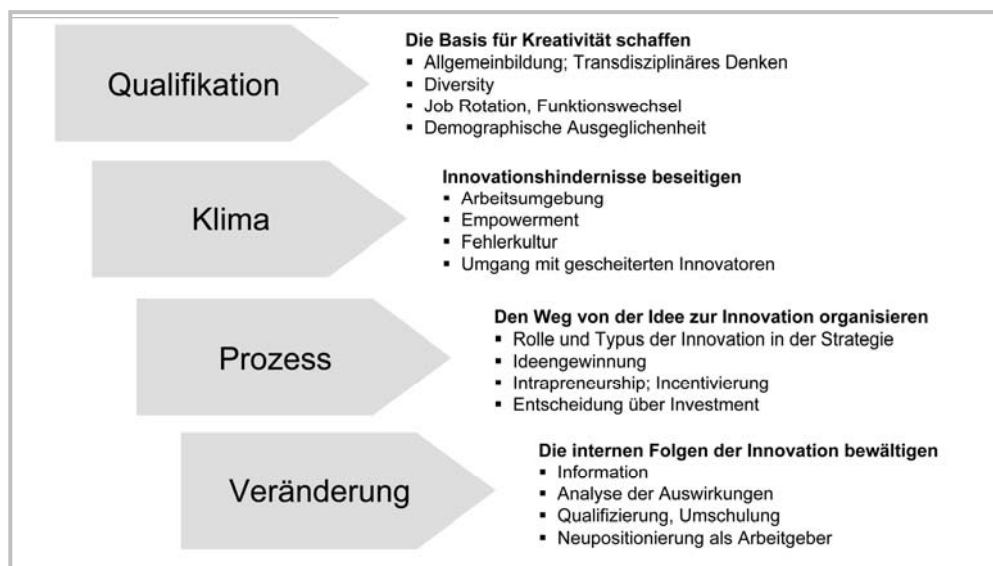 Qualifikation
Die Basis für Kreativität schaffen
▪ Allgemeinbildung; Transdisziplinäres Denken
▪ Diversity
▪ Job Rotation, Funktionswechsel
▪ Demographische Ausgeglichenheit
Klima
Innovationshindernisse beseitigen
▪ Arbeitsumgebung
▪ Empowerment
▪ Fehlerkultur
▪ Umgang mit gescheiterten Innovatoren
Prozess
Den Weg von der Idee zur Innovation organisieren
▪ Rolle und Typus der Innovation in der Strategie
▪ Ideengewinnung
▪ Intrapreneurship; Incentivierung
▪ Entscheidung über Investment
Veränderung
Die internen Folgen der Innovation bewältigen
▪ Information
▪ Analyse der Auswirkungen
▪ Qualifizierung, Umschulung
▪ Neupositionierung als Arbeitgeber